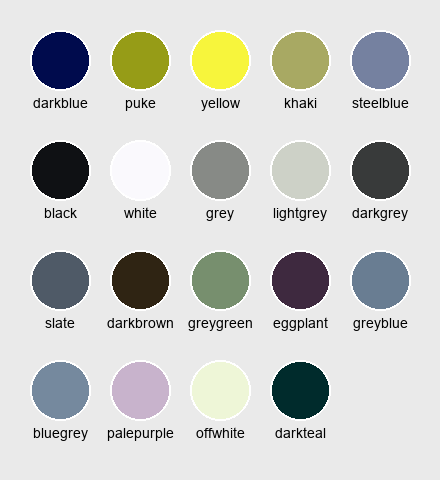 darkblue puke yellow khaki steelblue
black white grey lightgrey darkgrey
slate darkbrown greygreen eggplant greyblue
bluegrey palepurple offwhite darkteal